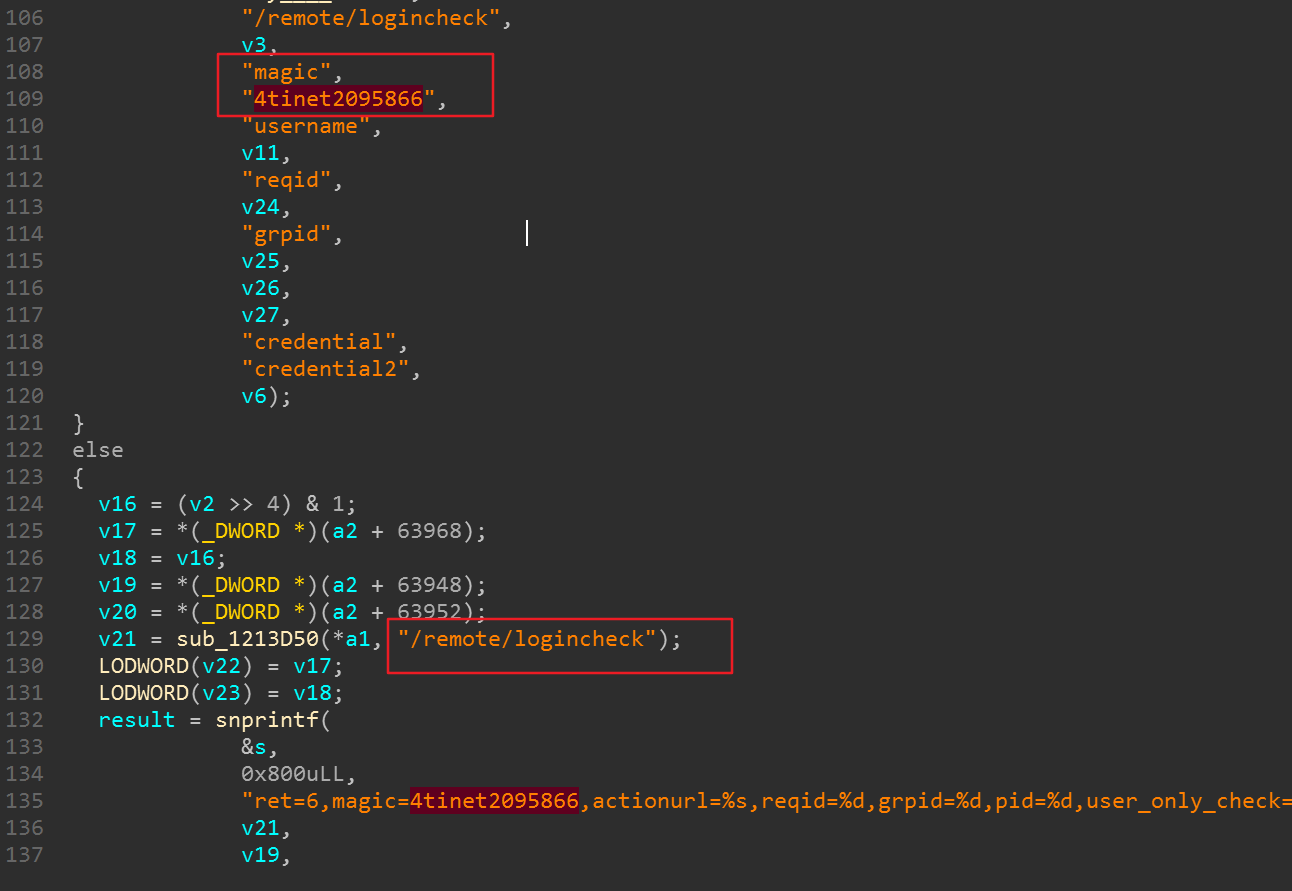 106 "/remote/logincheck",
107 v3,
108 "magic",
109 "4tinet2095866",
110 "username",
111 v11,
112 "reqid",
113 v24,
114 "grpid",
115 v25,
116 v26,
117 v27,
118 "credential",
119 "credential2",
120 v6);
121 }
122 else
123 {
124 v16 = (v2 >> 4) & 1;
125 v17 = *(_DWORD *)(a2 + 63968);
126 v18 = v16;
127 v19 = *(_DWORD *)(a2 + 63948);
128 v20 = *(_DWORD *)(a2 + 63952);
129 v21 = sub_1213D50(*a1, "/remote/logincheck");
130 LODWORD(v22) = v17;
131 LODWORD(v23) = v18;
132 result = snprintf(
133 &s,
134 0x800uLL,
135 "ret=6,magic=4tinet2095866,actionurl=%s,reqid=%d,grpid=%d,pid=%d,user_only_check=
136 v21,
137 v19,